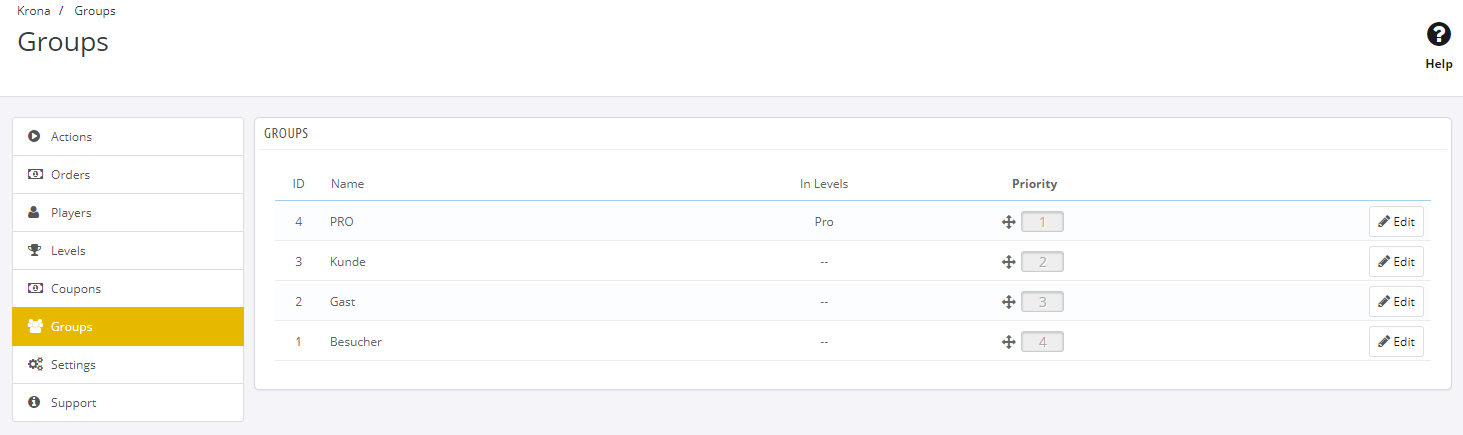 Krona / Groups
Groups
Help
Actions
Orders
Players
Levels
Coupons
Groups
Settings
Support
GROUPS
ID Name In Levels Priority
4 PRO Pro 1 Edit
3 Kunde -- 2 Edit
2 Gast -- 3 Edit
1 Besucher -- 4 Edit